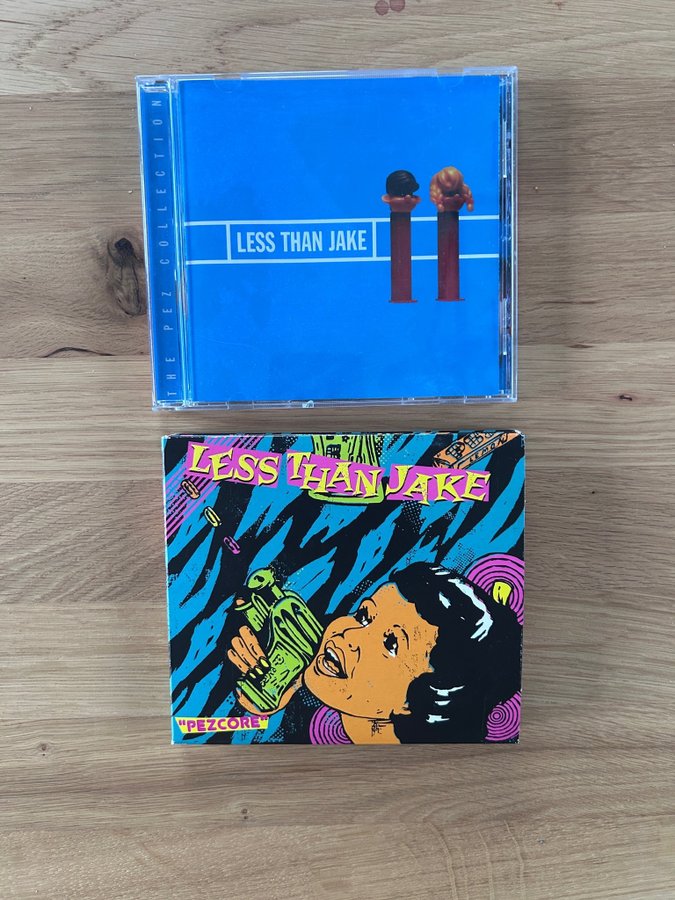 THE PEZ COLLECTION
LESS THAN JAKE
LESS THAN JAKE
"PEZCORE"